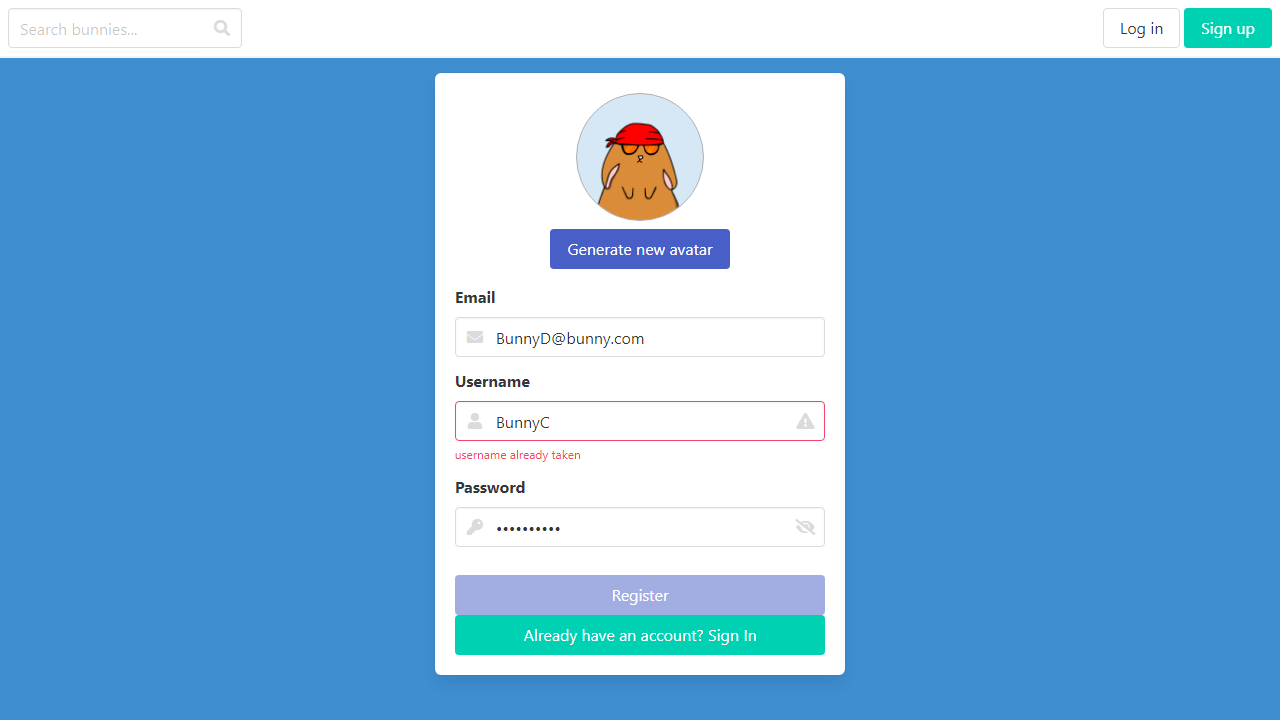 Search bunnies...
Log in
Sign up
Generate new avatar
Email
BunnyD@bunny.com
Username
BunnyC
username already taken
Password
••••••••••
Register
Already have an account? Sign In